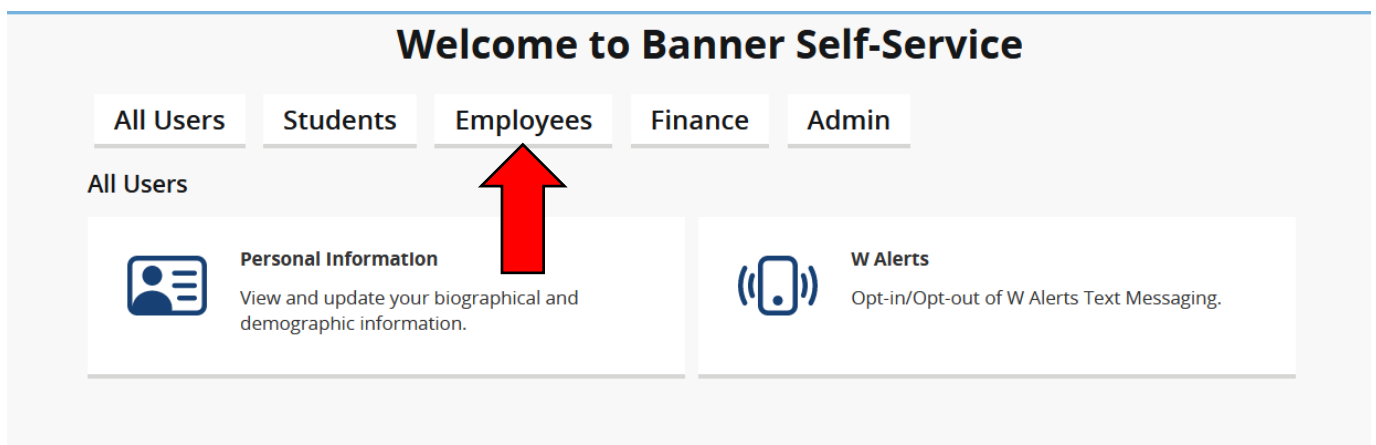 Welcome to Banner Self-Service
All Users
Students
Employees
Finance
Admin
All Users
Personal Information
View and update your biographical and
demographic information.
W Alerts
Opt-in/Opt-out of W Alerts Text Messaging.